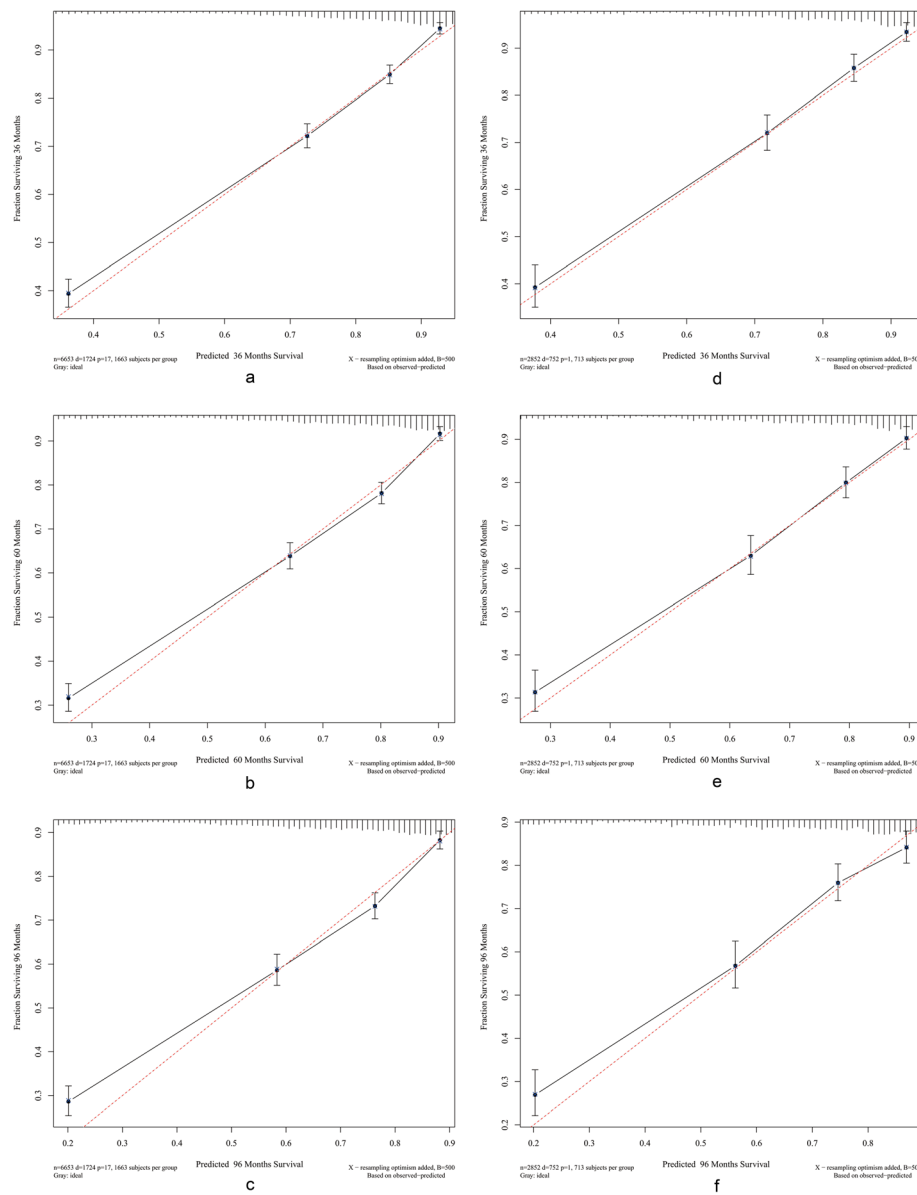 Fraction Surviving 36 Months
0.4 0.5 0.6 0.7 0.8 0.9
0.4 0.5 0.6 0.7 0.8 0.9
n=6653 d=1724 p=17, 1663 subjects per group
Gray: ideal
Predicted 36 Months Survival
X − resampling optimism added, B=500
Based on observed−predicted
a
Fraction Surviving 36 Months
0.4 0.5 0.6 0.7 0.8 0.9
0.4 0.5 0.6 0.7 0.8 0.9
n=2852 d=752 p=1, 713 subjects per group
Gray: ideal
Predicted 36 Months Survival
X − resampling optimism added, B=50
Based on observed−predicted
d
Fraction Surviving 60 Months
0.3 0.4 0.5 0.6 0.7 0.8 0.9
0.3 0.4 0.5 0.6 0.7 0.8 0.9
n=6653 d=1724 p=17, 1663 subjects per group
Gray: ideal
Predicted 60 Months Survival
X − resampling optimism added, B=500
Based on observed−predicted
b
Fraction Surviving 60 Months
0.3 0.4 0.5 0.6 0.7 0.8 0.9
0.3 0.4 0.5 0.6 0.7 0.8 0.9
n=2852 d=752 p=1, 713 subjects per group
Gray: ideal
Predicted 60 Months Survival
X − resampling optimism added, B=50
Based on observed−predicted
e
Fraction Surviving 96 Months
0.3 0.4 0.5 0.6 0.7 0.8 0.9
0.2 0.3 0.4 0.5 0.6 0.7 0.8 0.9
n=6653 d=1724 p=17, 1663 subjects per group
Gray: ideal
Predicted 96 Months Survival
X − resampling optimism added, B=500
Based on observed−predicted
c
Fraction Surviving 96 Months
0.2 0.3 0.4 0.5 0.6 0.7 0.8 0.9
0.2 0.3 0.4 0.5 0.6 0.7 0.8
n=2852 d=752 p=1, 713 subjects per group
Gray: ideal
Predicted 96 Months Survival
X − resampling optimism added, B=50
Based on observed−predicted
f